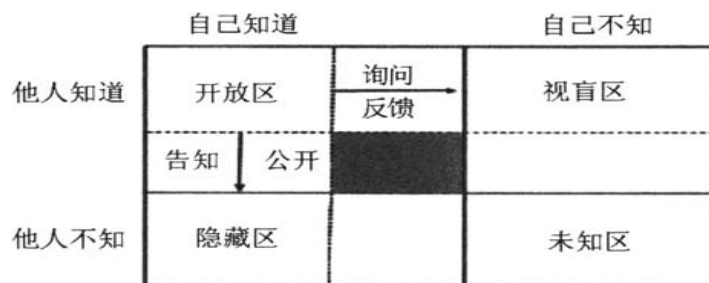 自己知道 自己不知
他人知道 开放区 询问 视盲区
反馈
告知 公开
他人不知 隐藏区 未知区